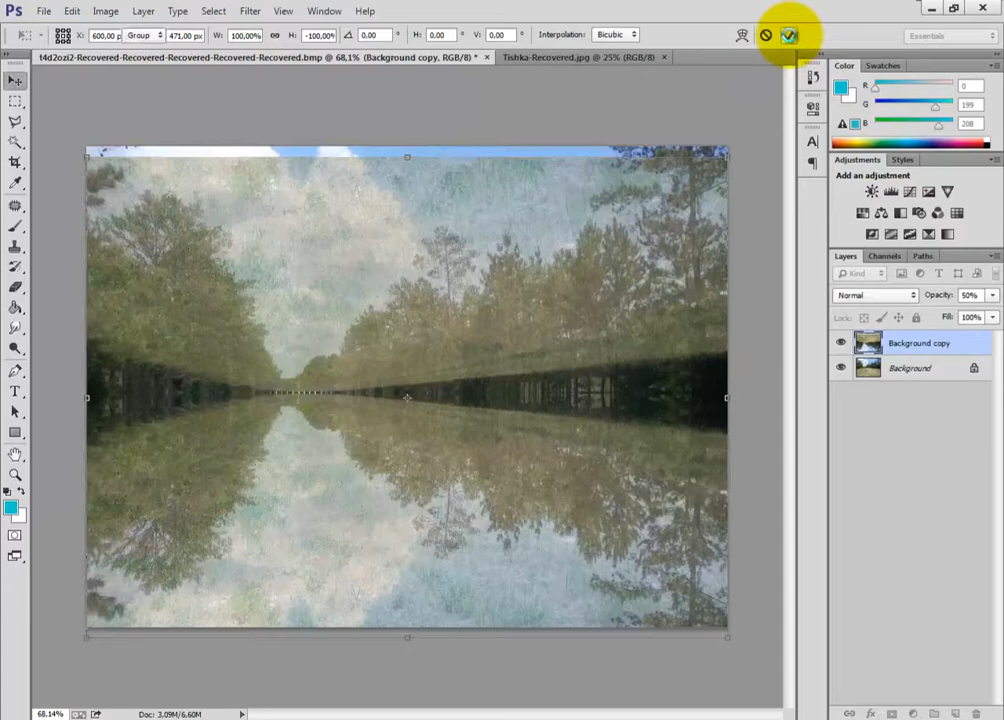 Ps File Edit Image Layer Type Select Filter View Window Help
X: 600,00 p Group 471,00 px W: 100,00% H: -100,00% 0,00 ° H: 0,00 ° V: 0,00 ° Interpolation: Bicubic Essentials
t4d2ozi2-Recovered-Recovered-Recovered-Recovered-Recovered.bmp @ 68,1% (Background copy, RGB/8) * × Tishka-Recovered.jpg @ 25% (RGB/8) ×
Color Swatches
R 0
G 199
B 208
Adjustments Styles
Add an adjustment
Layers Channels Paths
Kind
Normal Opacity: 50%
Lock: Fill: 100%
Background copy
Background
68.14% Doc: 3.09M/6.60M